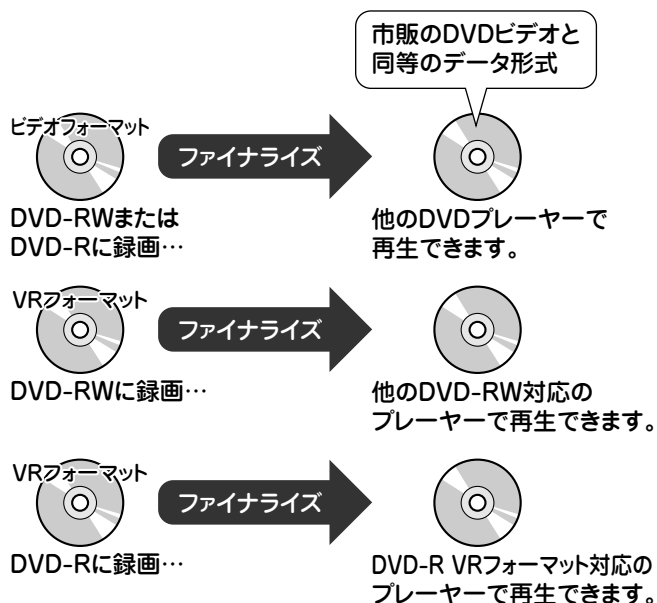 市販のDVDビデオと
同等のデータ形式
ビデオフォーマット
ファイナライズ
DVD-RWまたは
DVD-Rに録画…
他のDVDプレーヤーで
再生できます。
VRフォーマット
ファイナライズ
DVD-RWに録画…
他のDVD-RW対応の
プレーヤーで再生できます。
VRフォーマット
ファイナライズ
DVD-Rに録画…
DVD-R VRフォーマット対応の
プレーヤーで再生できます。